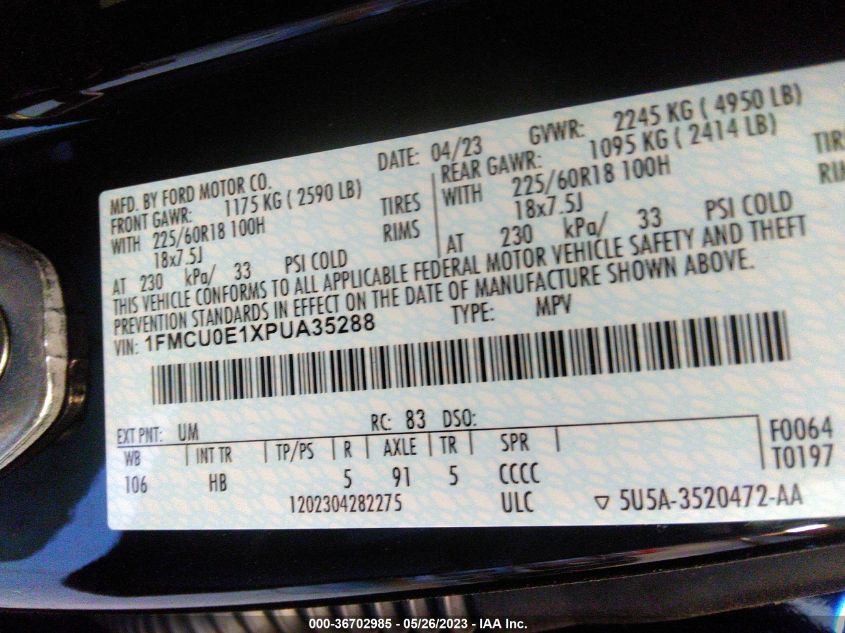 MFD. BY FORD MOTOR CO. DATE: 04/23 GVWR: 2245 KG ( 4950 LB)
FRONT GAWR: 1175 KG ( 2590 LB) REAR GAWR: 1095 KG ( 2414 LB)
WITH 225/60R18 100H TIRES WITH 225/60R18 100H TIRES
18x7.5J RIMS 18x7.5J
AT 230 kPa/ 33 PSI COLD AT 230 kPa/ 33 PSI COLD
THIS VEHICLE CONFORMS TO ALL APPLICABLE FEDERAL MOTOR VEHICLE SAFETY AND THEFT
PREVENTION STANDARDS IN EFFECT ON THE DATE OF MANUFACTURE SHOWN ABOVE.
VIN: 1FMCU0E1XPUA35288 TYPE: MPV
EXT PNT: UM RC: 83 DSO:
WB INT TR TP/PS R AXLE TR SPR F0064
106 HB 5 91 5 CCCC T0197
1202304282275 ULC ▽ 5U5A-3520472-AA
000-36702985 - 05/26/2023 - IAA Inc.